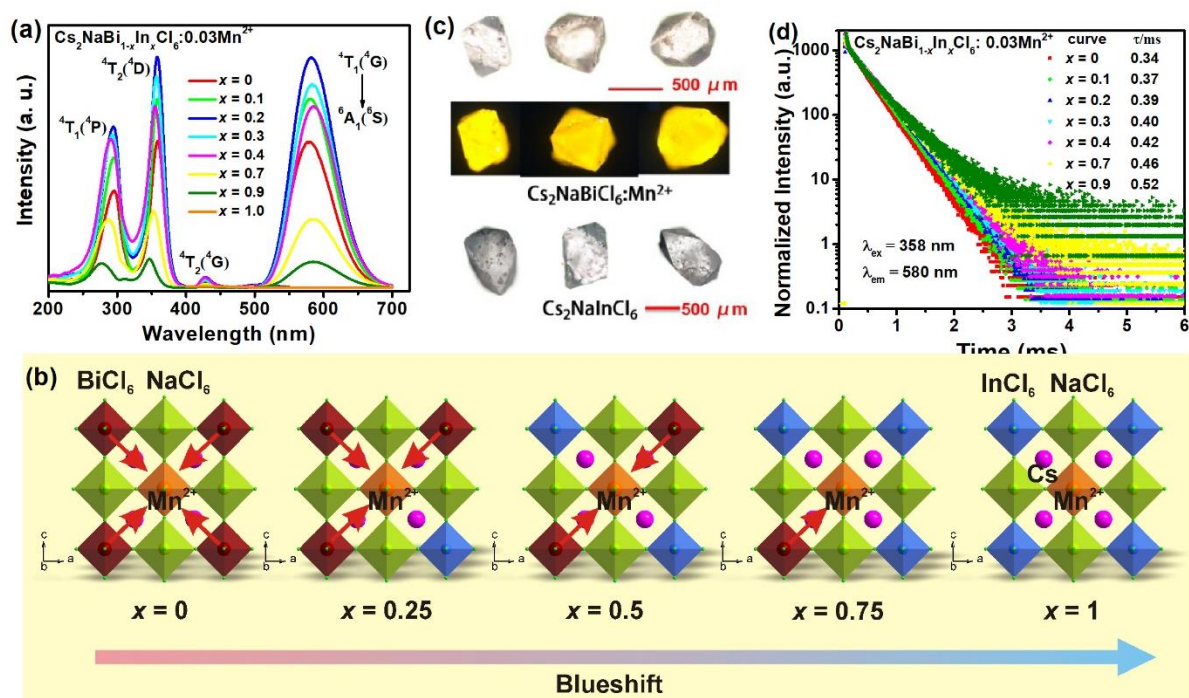 (a)
Cs₂NaBi₁₋ₓInₓCl₆:0.03Mn²⁺
⁴T₂(⁴D)
⁴T₁(⁴P)
⁴T₂(⁴G)
⁴T₁(⁴G)
⁶A₁(⁶S)
x = 0
x = 0.1
x = 0.2
x = 0.3
x = 0.4
x = 0.7
x = 0.9
x = 1.0
Intensity (a. u.)
200 300 400 500 600 700
Wavelength (nm)
(c)
500 μm
Cs₂NaBiCl₆:Mn²⁺
Cs₂NaInCl₆ 500 μm
(d)
Cs₂NaBi₁₋ₓInₓCl₆: 0.03Mn²⁺
curve τ/ms
x = 0 0.34
x = 0.1 0.37
x = 0.2 0.39
x = 0.3 0.40
x = 0.4 0.42
x = 0.7 0.46
x = 0.9 0.52
λex = 358 nm
λem = 580 nm
Normalized Intensity (a.u.)
1000
100
10
1
0.1
0 1 2 3 4 5 6
Time (ms)
(b)
BiCl₆ NaCl₆
InCl₆ NaCl₆
Cs
Mn²⁺ Mn²⁺ Mn²⁺ Mn²⁺ Mn²⁺
c b a c b a c b a c b a c b a
x = 0 x = 0.25 x = 0.5 x = 0.75 x = 1
Blueshift